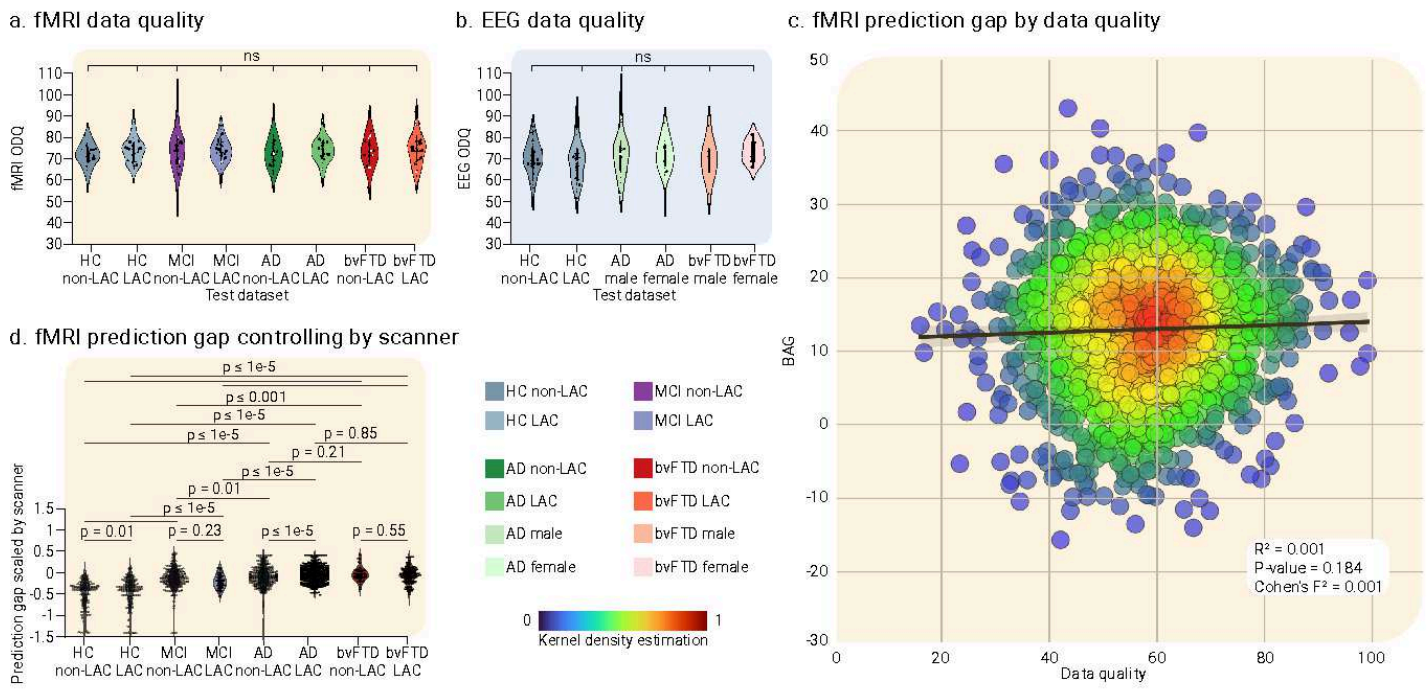 a. fMRI data quality
ns
110
100
90
80
70
60
50
40
30
fMRI ODQ
HC non-LAC
HC LAC
MCI non-LAC
MCI LAC
AD non-LAC
AD LAC
bvFTD non-LAC
bvFTD LAC
Test dataset
b. EEG data quality
ns
110
100
90
80
70
60
50
40
30
EEG ODQ
HC non-LAC
HC LAC
AD male
AD female
bvFTD male
bvFTD female
Test dataset
c. fMRI prediction gap by data quality
50
40
30
20
10
0
-10
-20
-30
BAG
R² = 0.001
P-value = 0.184
Cohen's F² = 0.001
0
20
40
60
80
100
Data quality
d. fMRI prediction gap controlling by scanner
p ≤ 1e-5
p ≤ 0.001
p ≤ 1e-5
p ≤ 1e-5
p = 0.85
p = 0.21
p ≤ 1e-5
p = 0.01
p ≤ 1e-5
p = 0.01
p = 0.23
p ≤ 1e-5
p = 0.55
1.5
1
0.5
0
-0.5
-1
-1.5
Prediction gap scaled by scanner
HC non-LAC
HC LAC
MCI non-LAC
MCI LAC
AD non-LAC
AD LAC
bvFTD non-LAC
bvFTD LAC
HC non-LAC
HC LAC
MCI non-LAC
MCI LAC
AD non-LAC
AD LAC
AD male
AD female
bvFTD non-LAC
bvFTD LAC
bvFTD male
bvFTD female
0
1
Kernel density estimation